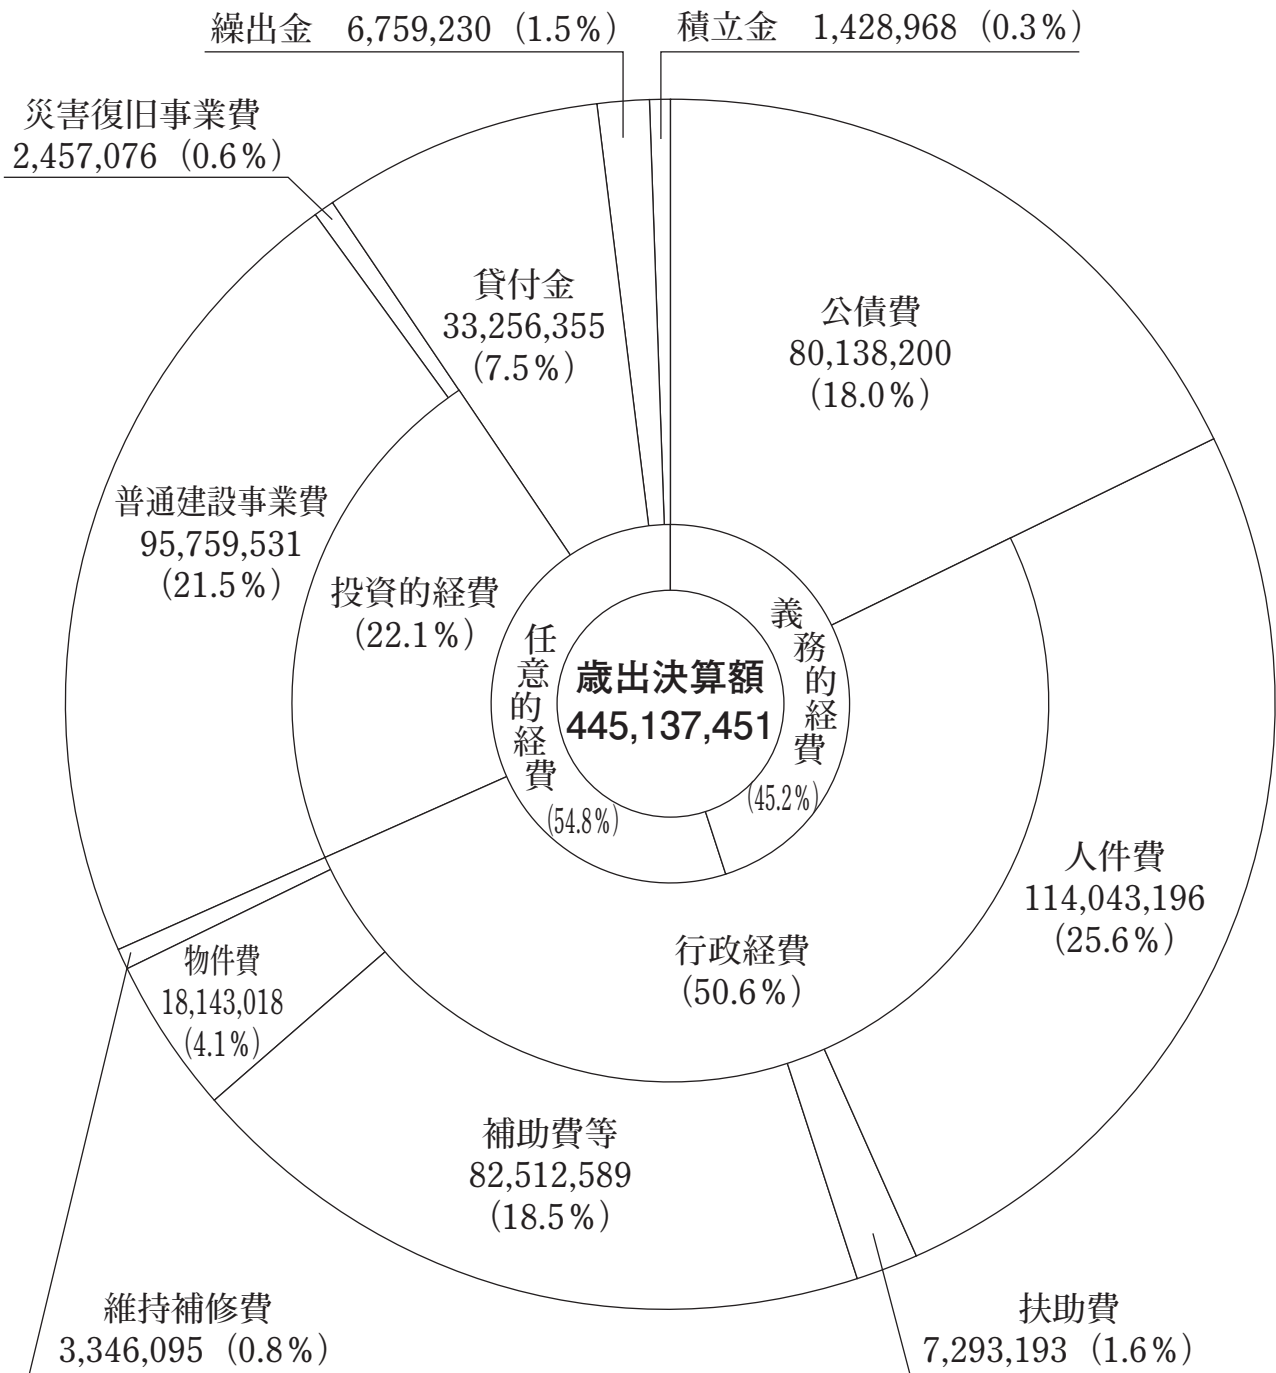 繰出金　6,759,230（1.5%）
積立金　1,428,968（0.3%）
災害復旧事業費
2,457,076（0.6%）
貸付金
33,256,355
（7.5%）
公債費
80,138,200
（18.0%）
普通建設事業費
95,759,531
（21.5%）
投資的経費
（22.1%）
任意的経費
（54.8%）
歳出決算額
445,137,451
義務的経費
（45.2%）
人件費
114,043,196
（25.6%）
行政経費
（50.6%）
物件費
18,143,018
（4.1%）
補助費等
82,512,589
（18.5%）
維持補修費
3,346,095（0.8%）
扶助費
7,293,193（1.6%）